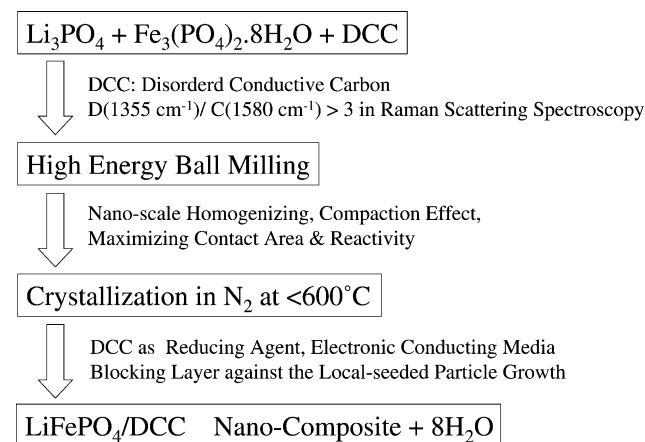 Li₃PO₄ + Fe₃(PO₄)₂.8H₂O + DCC
DCC: Disorderd Conductive Carbon
D(1355 cm⁻¹)/ C(1580 cm⁻¹) > 3 in Raman Scattering Spectroscopy
High Energy Ball Milling
Nano-scale Homogenizing, Compaction Effect,
Maximizing Contact Area & Reactivity
Crystallization in N₂ at <600˚C
DCC as Reducing Agent, Electronic Conducting Media
Blocking Layer against the Local-seeded Particle Growth
LiFePO₄/DCC Nano-Composite + 8H₂O